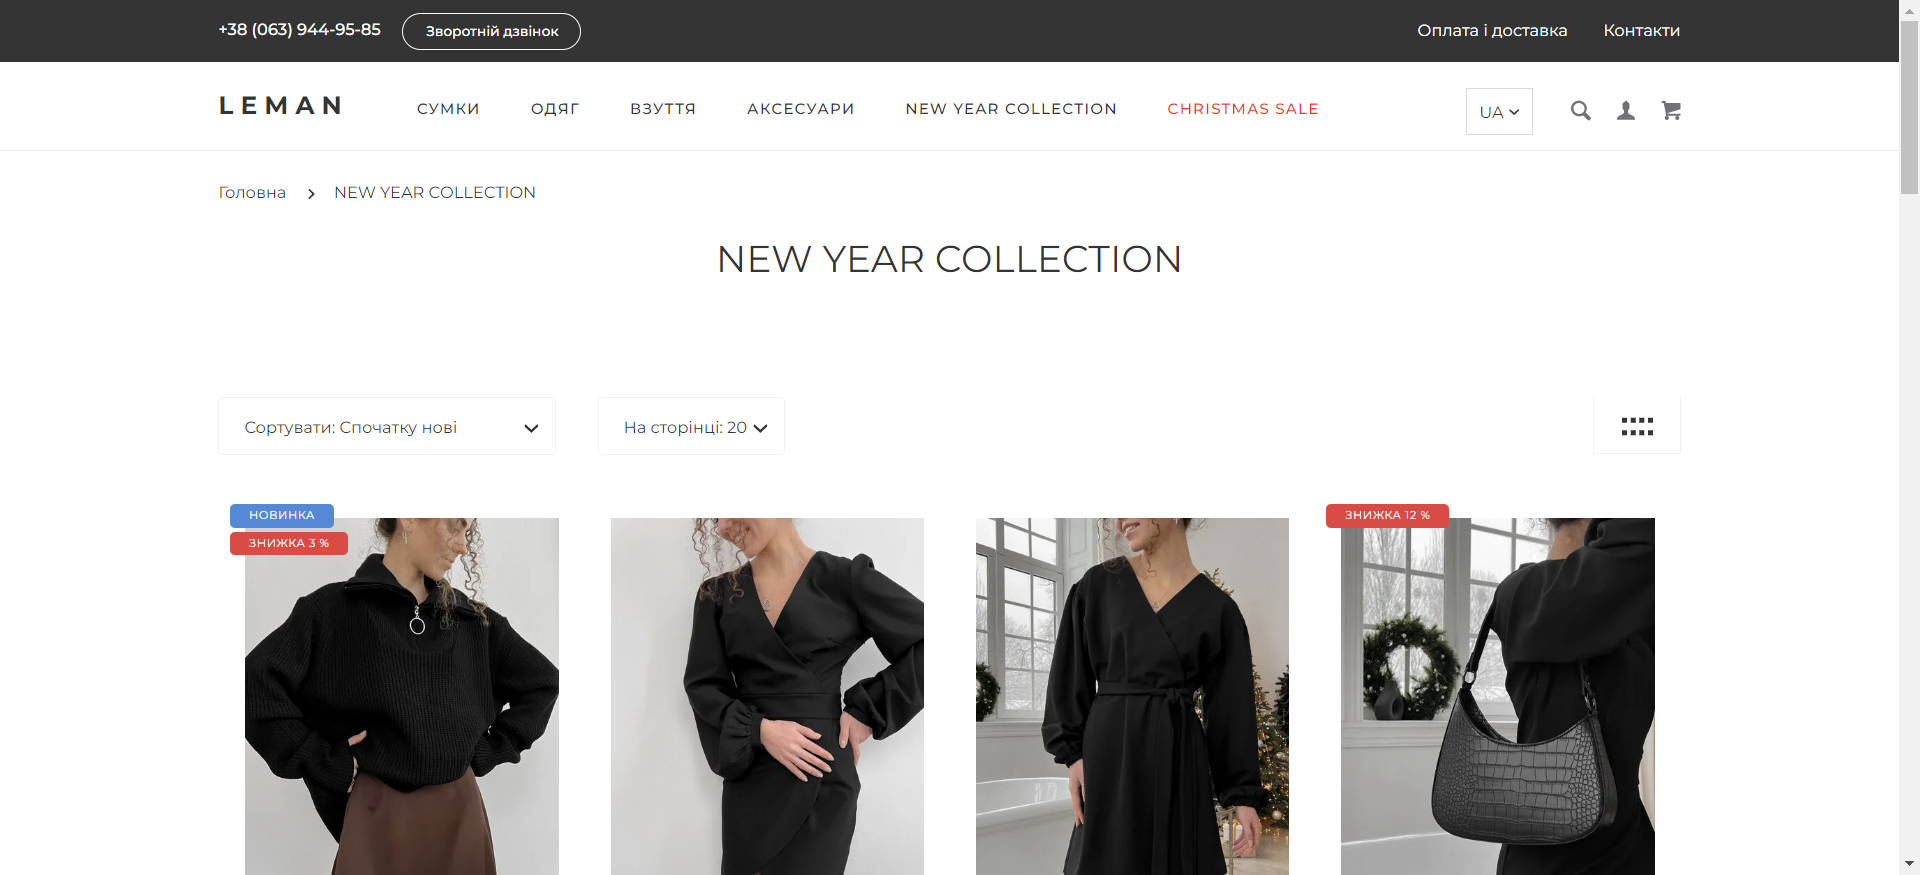 +38 (063) 944-95-85
Зворотній дзвінок
Оплата і доставка
Контакти
LEMAN
СУМКИ
ОДЯГ
ВЗУТТЯ
АКСЕСУАРИ
NEW YEAR COLLECTION
CHRISTMAS SALE
UA
Головна
NEW YEAR COLLECTION
NEW YEAR COLLECTION
Сортувати: Спочатку нові
На сторінці: 20
НОВИНКА
ЗНИЖКА 3 %
ЗНИЖКА 12 %